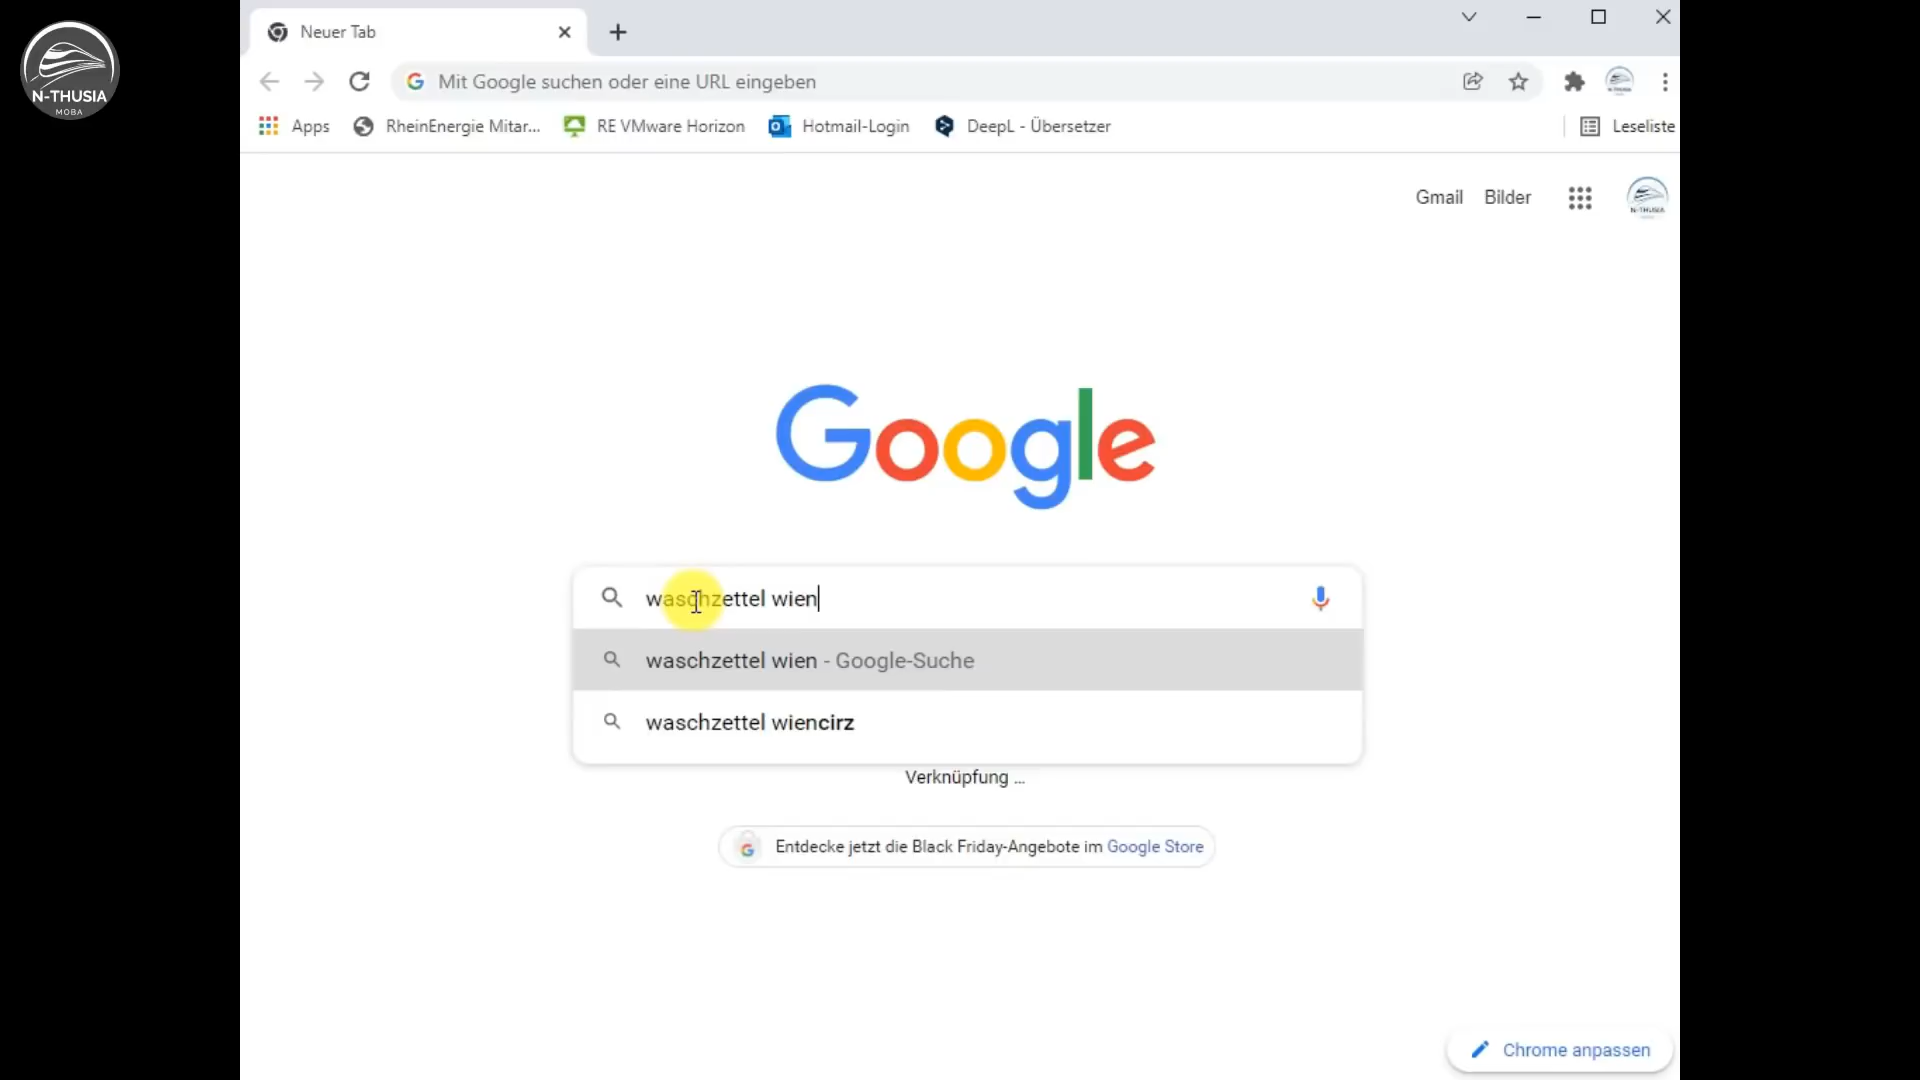 N-THUSIA
MOBA
Neuer Tab
Mit Google suchen oder eine URL eingeben
Apps
RheinEnergie Mitar...
RE VMware Horizon
Hotmail-Login
DeepL - Übersetzer
Leseliste
Gmail
Bilder
N-THUSIA
Google
waschzettel wien
waschzettel wien - Google-Suche
waschzettel wiencirz
Verknüpfung ...
Entdecke jetzt die Black Friday-Angebote im Google Store
Chrome anpassen